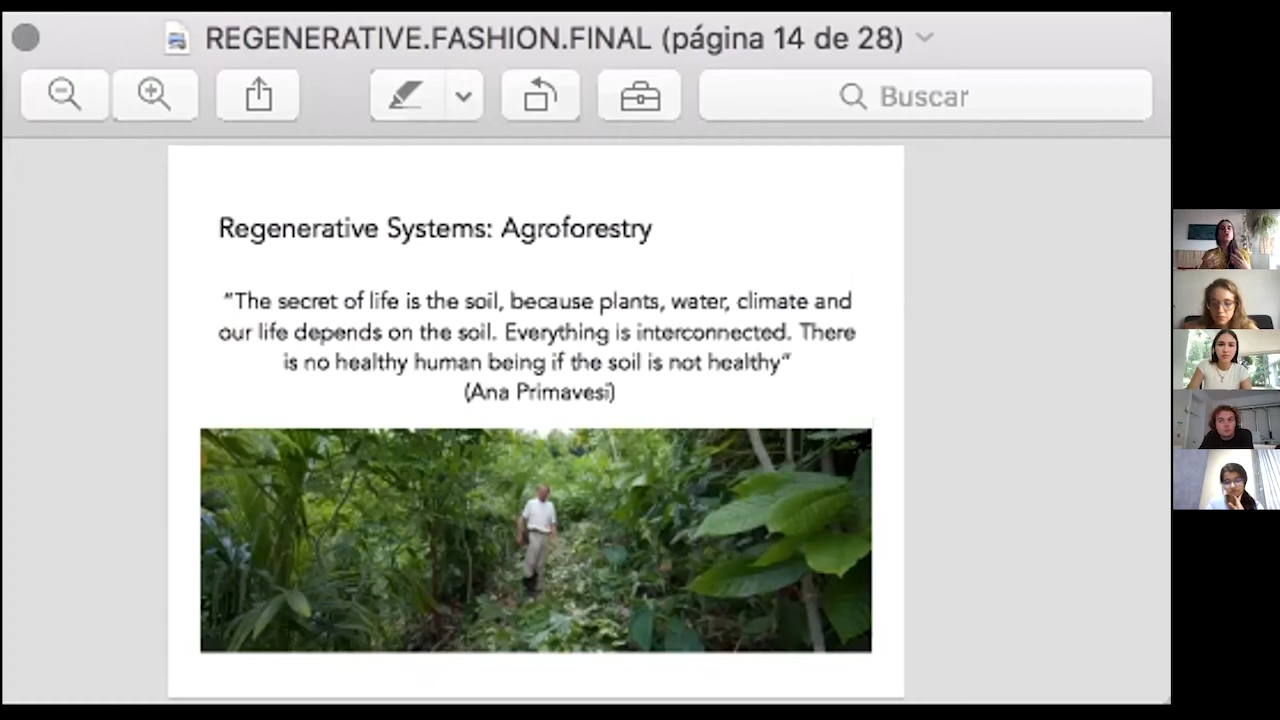 REGENERATIVE.FASHION.FINAL (página 14 de 28)
Buscar
Regenerative Systems: Agroforestry
“The secret of life is the soil, because plants, water, climate and
our life depends on the soil. Everything is interconnected. There
is no healthy human being if the soil is not healthy“
(Ana Primavesi)